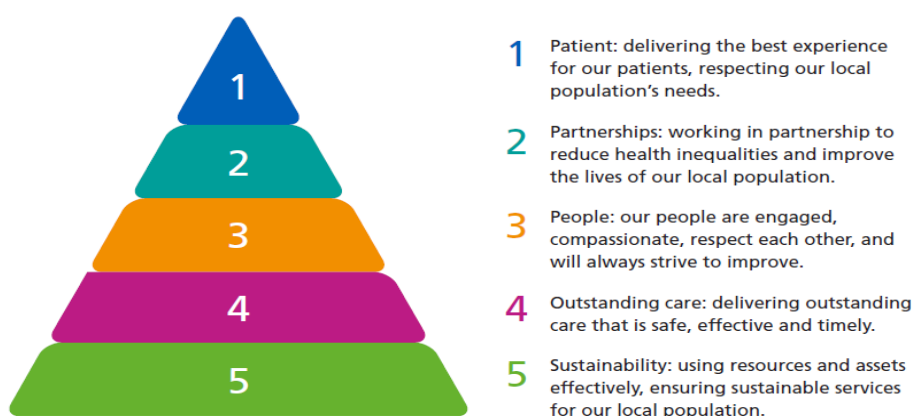 1
2
3
4
5
1 Patient: delivering the best experience
for our patients, respecting our local
population’s needs.
2 Partnerships: working in partnership to
reduce health inequalities and improve
the lives of our local population.
3 People: our people are engaged,
compassionate, respect each other, and
will always strive to improve.
4 Outstanding care: delivering outstanding
care that is safe, effective and timely.
5 Sustainability: using resources and assets
effectively, ensuring sustainable services
for our local population.